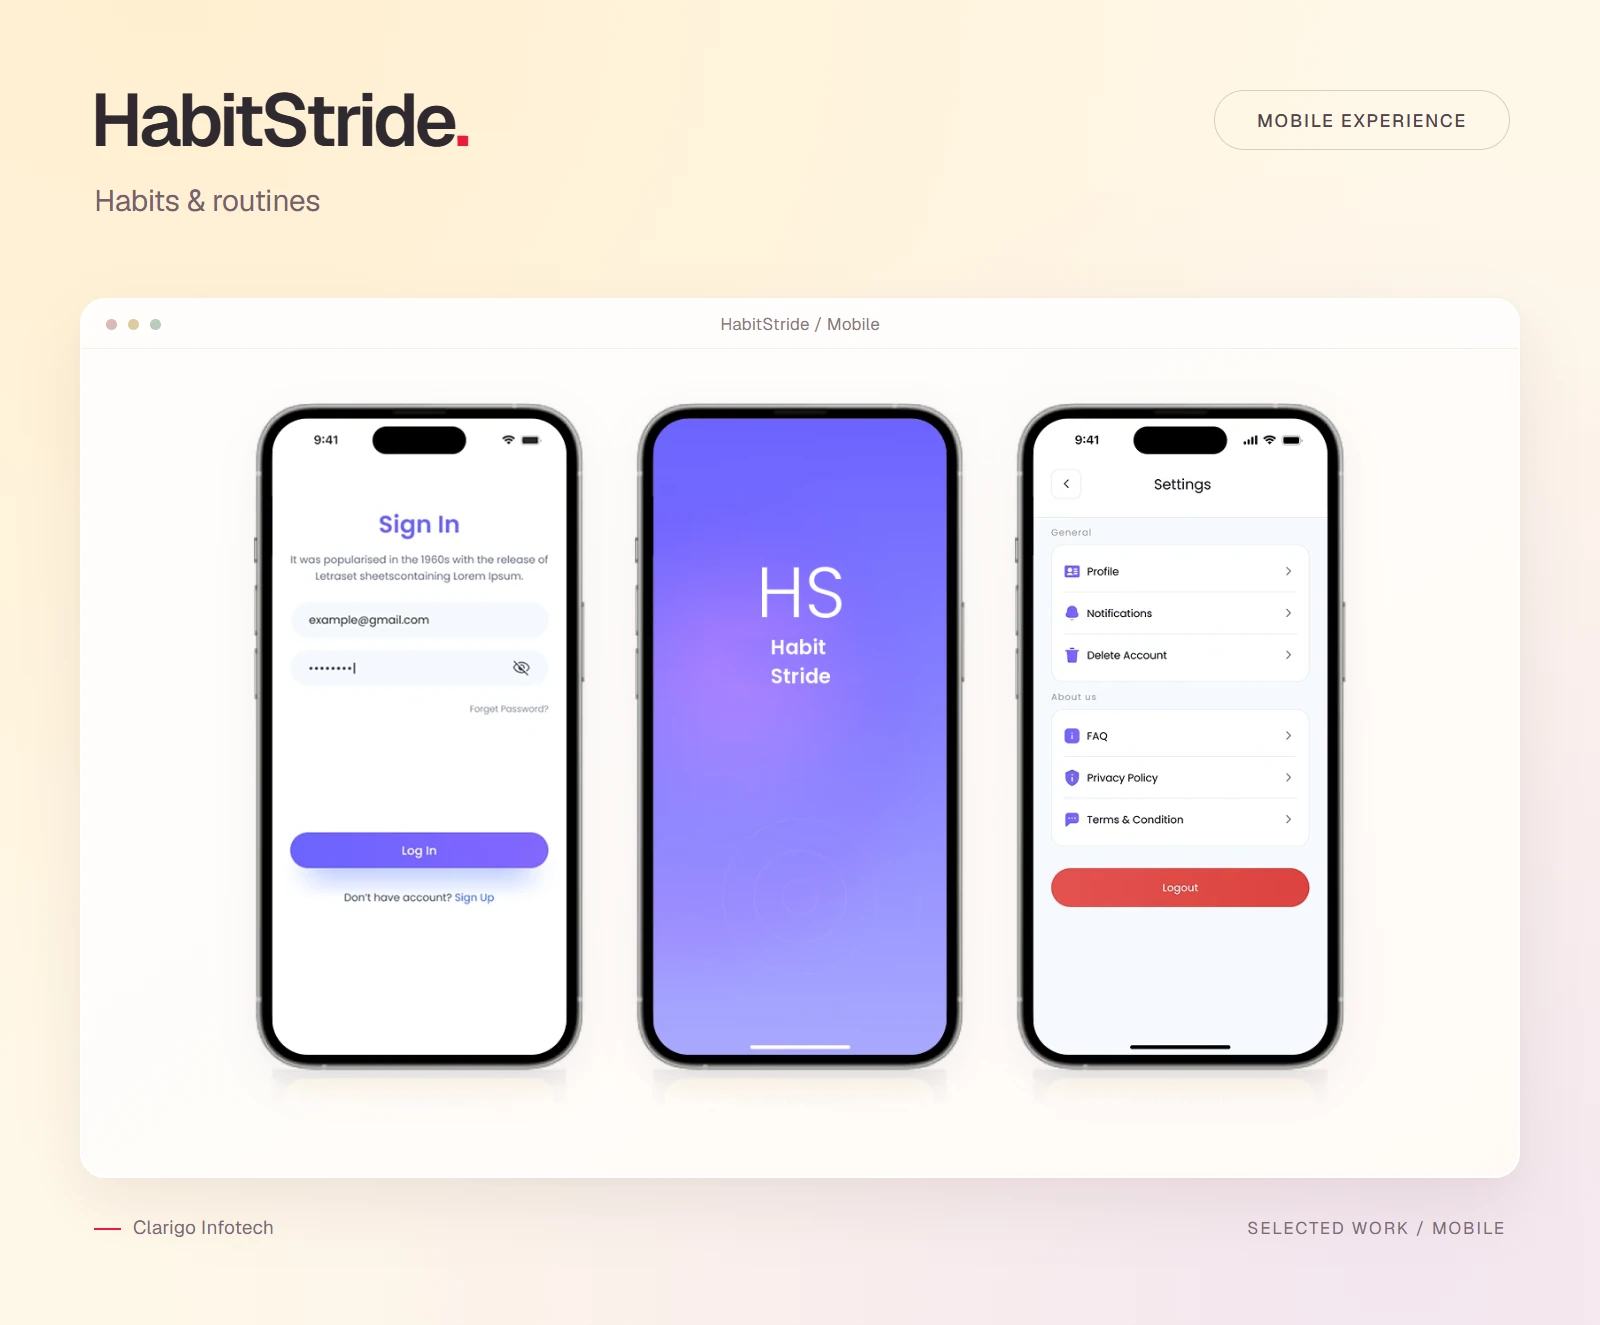 HabitStride.
MOBILE EXPERIENCE
Habits & routines
HabitStride / Mobile
9:41
Sign In
It was popularised in the 1960s with the release of
Letraset sheetscontaining Lorem Ipsum.
example@gmail.com
••••••••|
Forget Password?
Log In
Don't have account? Sign Up
HS
Habit
Stride
9:41
Settings
General
Profile
Notifications
Delete Account
About us
FAQ
Privacy Policy
Terms & Condition
Logout
Clarigo Infotech
SELECTED WORK / MOBILE